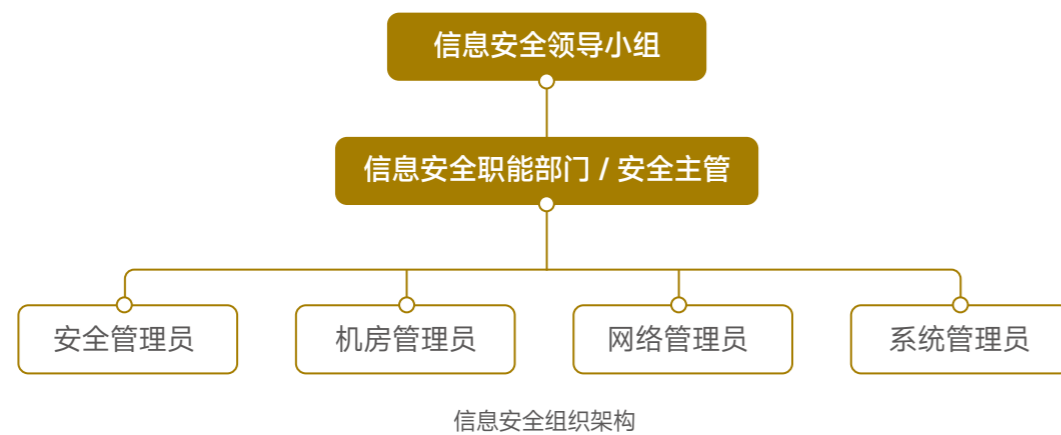 信息安全领导小组
信息安全职能部门 / 安全主管
安全管理员
机房管理员
网络管理员
系统管理员
信息安全组织架构